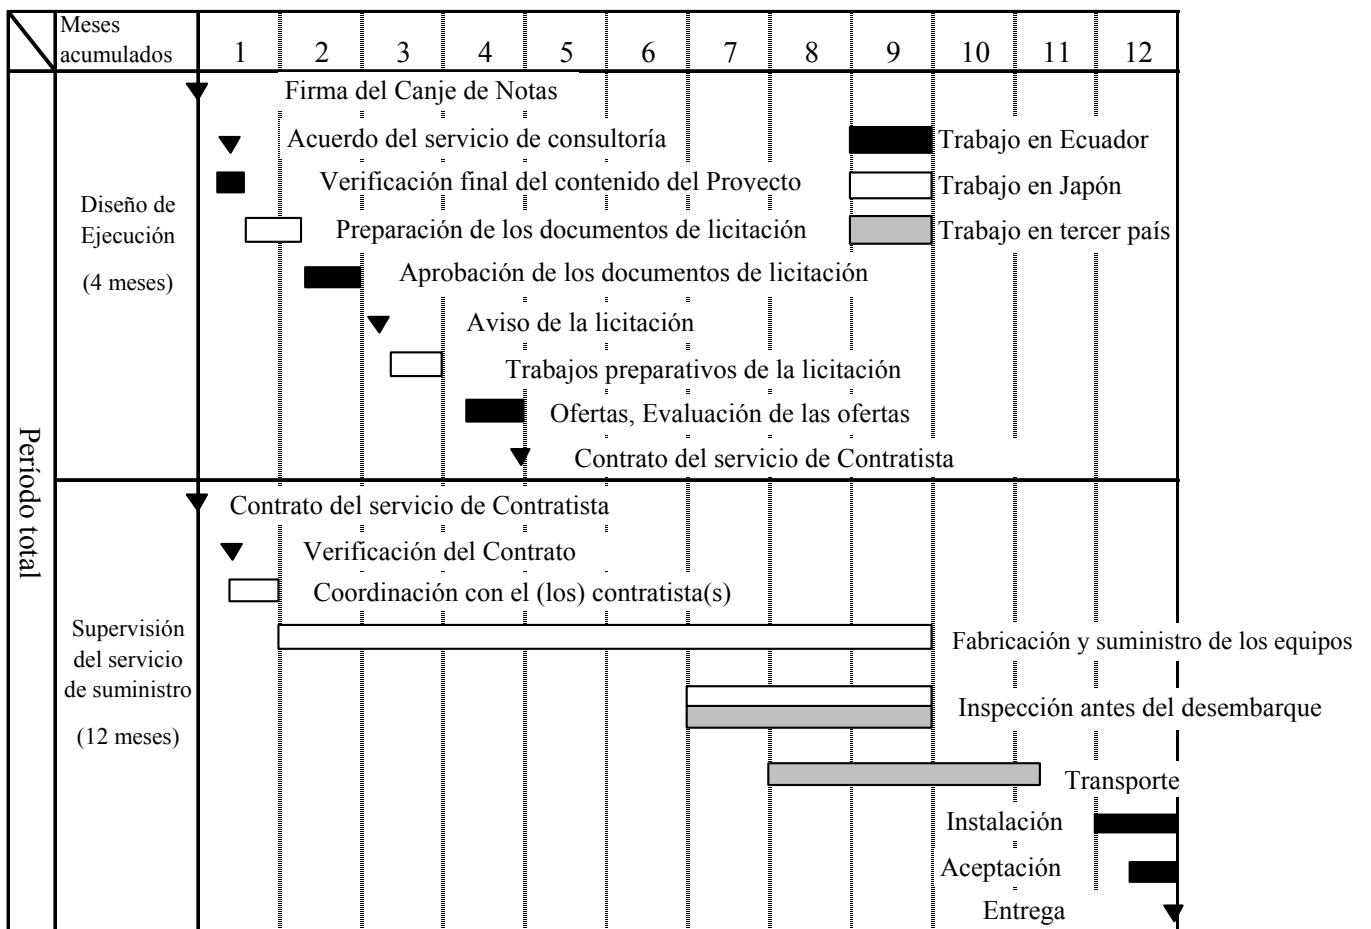 Meses
acumulados
1 2 3 4 5 6 7 8 9 10 11 12
Período total
Diseño de
Ejecución
(4 meses)
Firma del Canje de Notas
Acuerdo del servicio de consultoría
Verificación final del contenido del Proyecto
Preparación de los documentos de licitación
Aprobación de los documentos de licitación
Aviso de la licitación
Trabajos preparativos de la licitación
Ofertas, Evaluación de las ofertas
Contrato del servicio de Contratista
Trabajo en Ecuador
Trabajo en Japón
Trabajo en tercer país
Supervisión
del servicio
de suministro
(12 meses)
Contrato del servicio de Contratista
Verificación del Contrato
Coordinación con el (los) contratista(s)
Fabricación y suministro de los equipos
Inspección antes del desembarque
Transporte
Instalación
Aceptación
Entrega